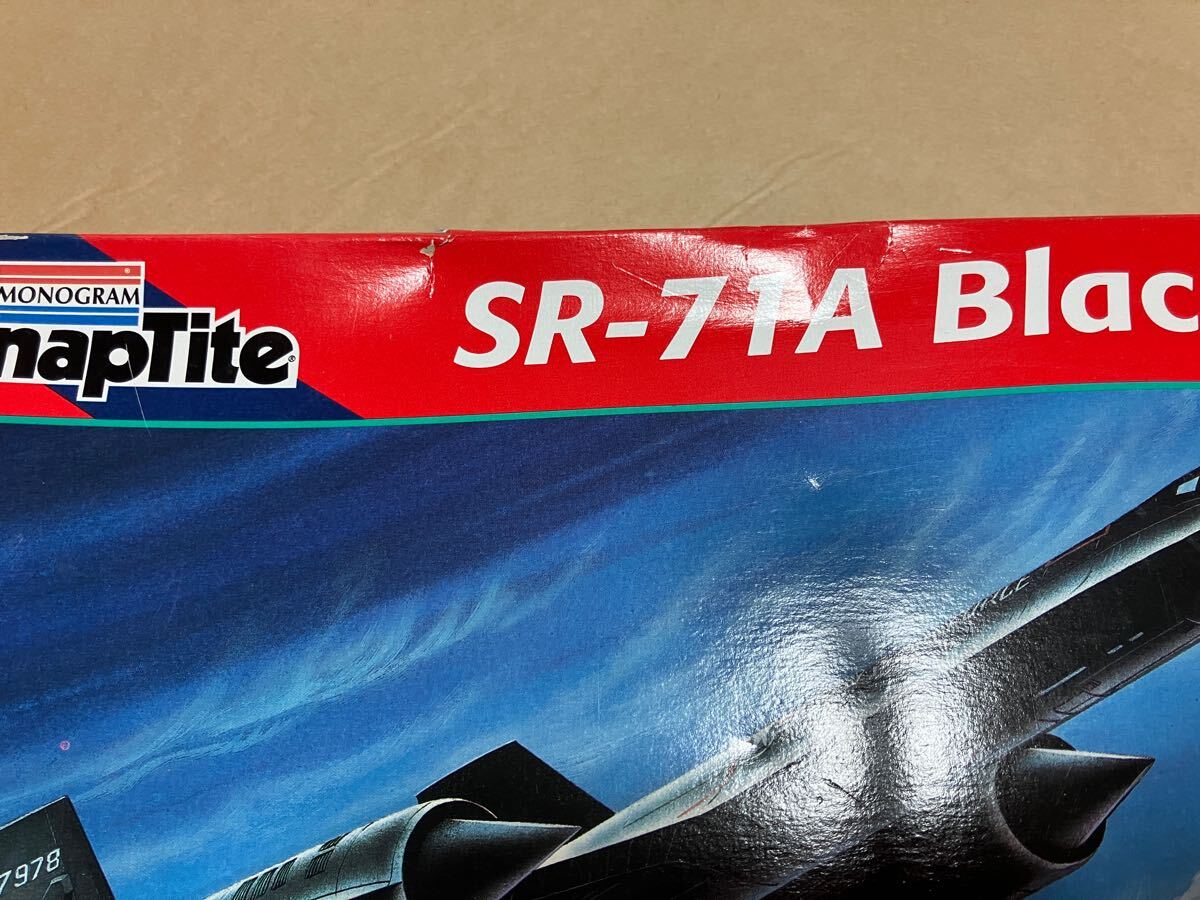 MONOGRAM
napTite
SR-71A Blac
7978